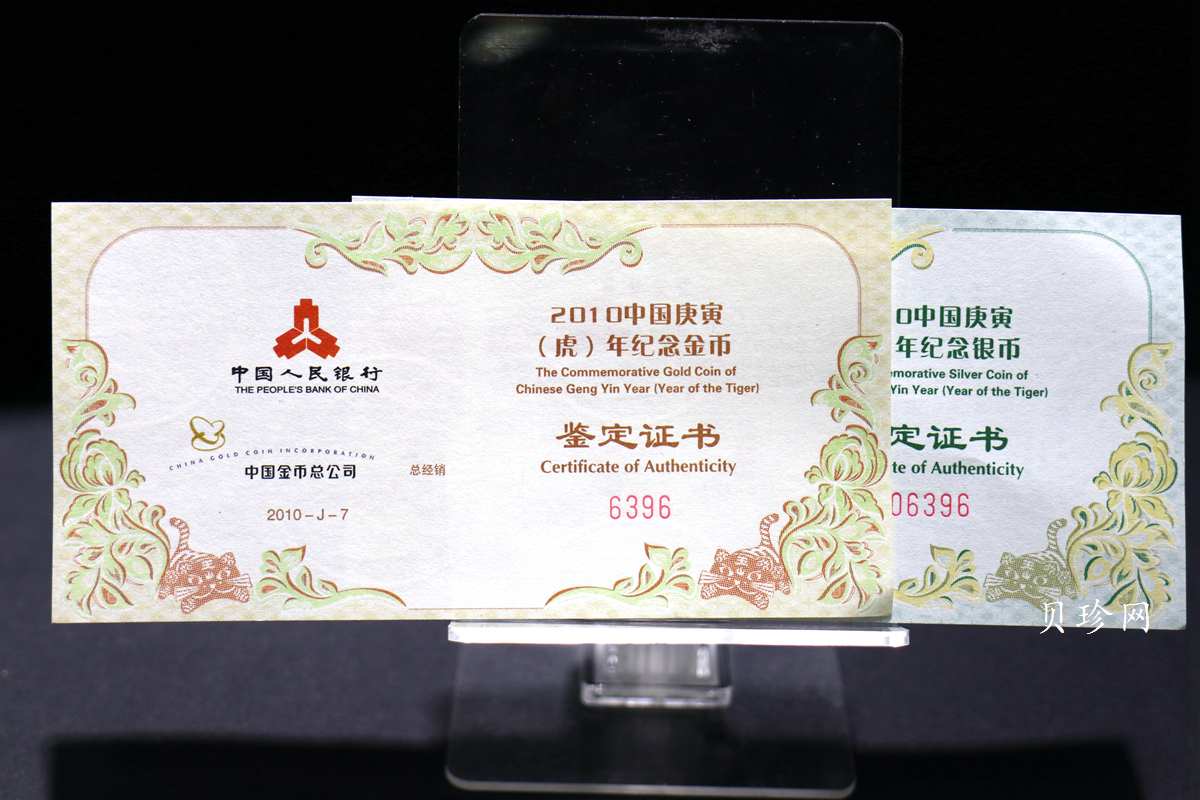 中国人民银行
THE PEOPLE'S BANK OF CHINA
CHINA GOLD COIN INCORPORATION
中国金币总公司
总经销
2010-J-7
2010中国庚寅
（虎）年纪念金币
The Commemorative Gold Coin of
Chinese Geng Yin Year (Year of the Tiger)
鉴定证书
Certificate of Authenticity
6396
0中国庚寅
年纪念银币
emorative Silver Coin of
Yin Year (Year of the Tiger)
定证书
te of Authenticity
06396
贝珍网